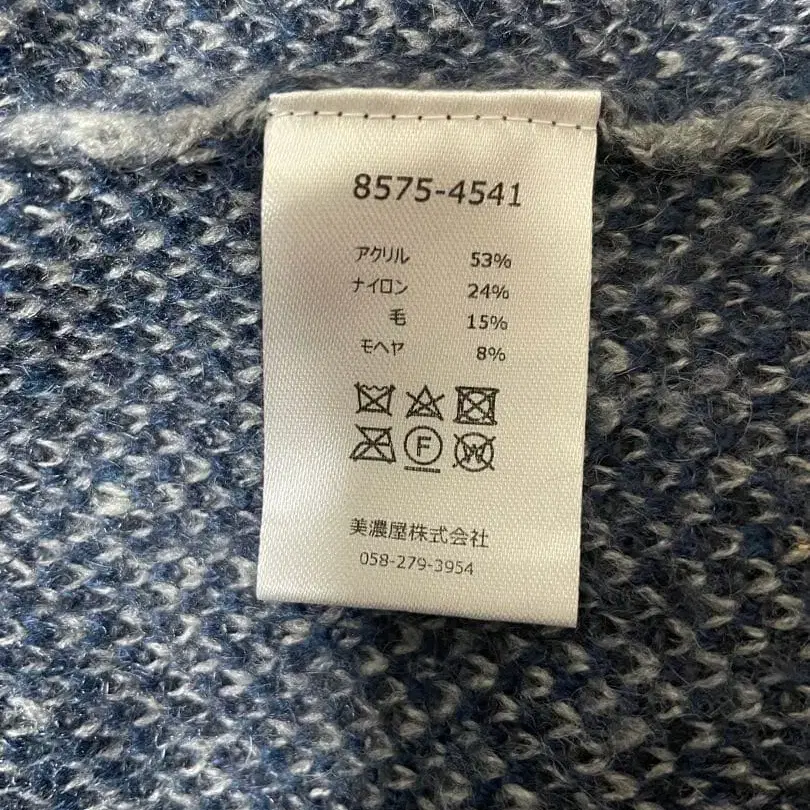 8575-4541
アクリル 53%
ナイロン 24%
毛 15%
モヘヤ 8%
F W
美濃屋株式会社
058-279-3954